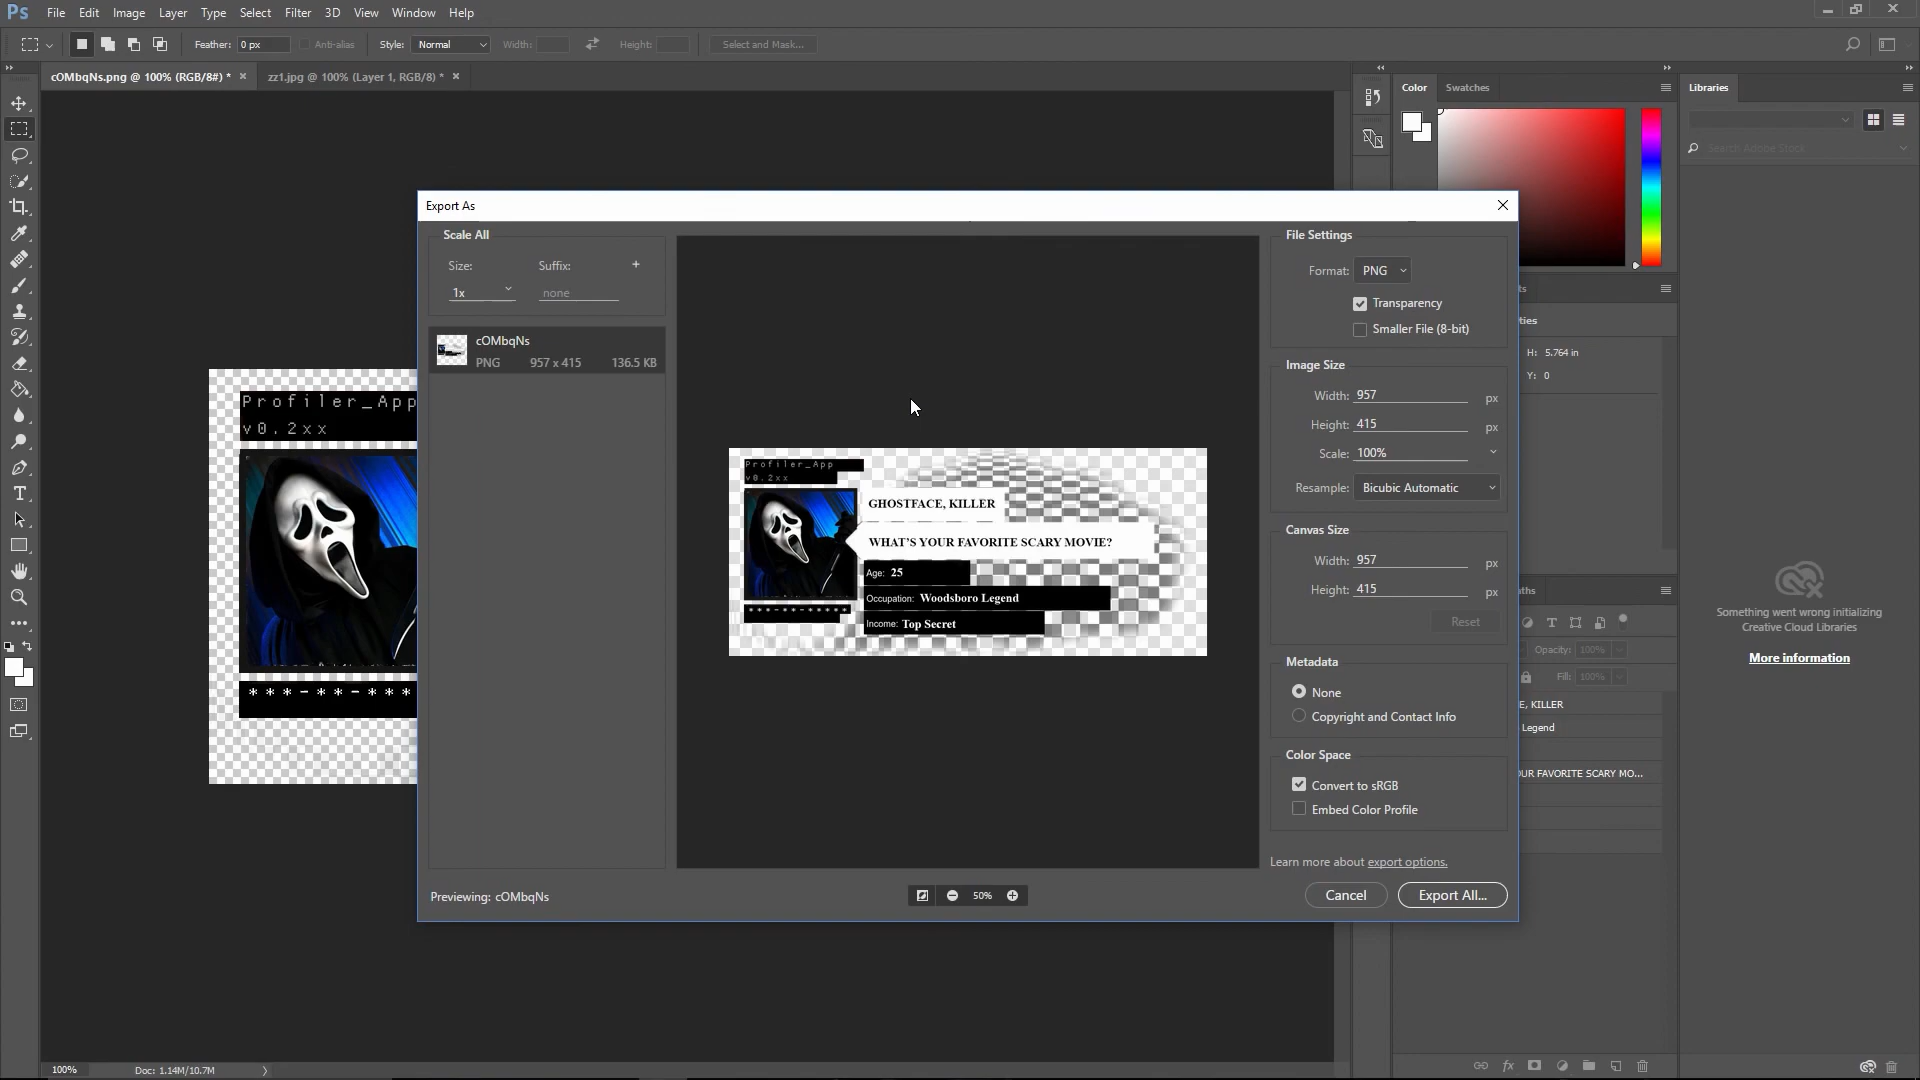 Ps File Edit Image Layer Type Select Filter 3D View Window Help
Feather: 0 px Anti-alias Style: Normal Width: Height: Select and Mask...
cOMbqNs.png @ 100% (RGB/8#) * zz1.jpg @ 100% (Layer 1, RGB/8) *
Color Swatches
Libraries
Search Adobe Stock
Export As
Scale All
Size: Suffix:
1x none
cOMbqNs
PNG 957 x 415 136.5 KB
Profiler_App
v0.2xx
***-**-***
Profiler_App
v0.2xx
GHOSTFACE, KILLER
WHAT'S YOUR FAVORITE SCARY MOVIE?
Age: 25
Occupation: Woodsboro Legend
Income: Top Secret
***-**-****
File Settings
Format: PNG
Transparency
Smaller File (8-bit)
Image Size
Width: 957 px
Height: 415 px
Scale: 100%
Resample: Bicubic Automatic
Canvas Size
Width: 957 px
Height: 415 px
Reset
Metadata
None
Copyright and Contact Info
Color Space
Convert to sRGB
Embed Color Profile
Learn more about export options.
Previewing: cOMbqNs
50%
Cancel Export All...
ts
ties
H: 5.764 in
Y: 0
ths
Opacity: 100%
Fill: 100%
E, KILLER
Legend
OUR FAVORITE SCARY MO...
Something went wrong initializing
Creative Cloud Libraries
More information
100% Doc: 1.14M/10.7M